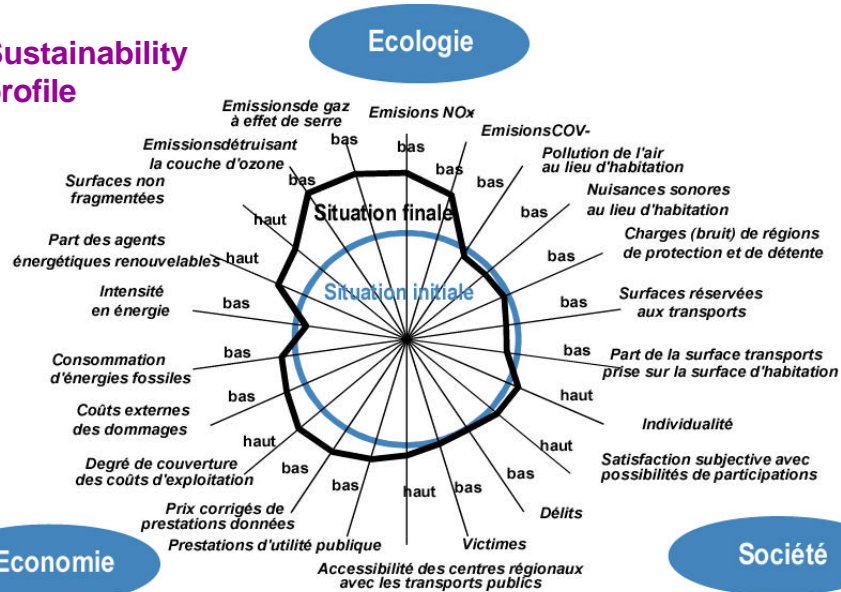 Ecologie
Sustainability
profile
Emissionsde gaz
à effet de serre
bas
Emisions NOx
bas
EmisionsCOV-
bas
Pollution de l'air
au lieu d'habitation
bas
Nuisances sonores
au lieu d'habitation
bas
Charges (bruit) de régions
de protection et de détente
bas
Surfaces réservées
aux transports
bas
Part de la surface transports
prise sur la surface d'habitation
bas
Individualité
haut
Satisfaction subjective avec
possibilités de participations
haut
Délits
bas
Victimes
bas
Accessibilité des centres régionaux
avec les transports publics
haut
Prestations d'utilité publique
bas
Prix corrigés de
prestations données
bas
Degré de couverture
des coûts d'exploitation
haut
Coûts externes
des dommages
bas
Consommation
d'énergies fossiles
bas
Intensité
en énergie
bas
Part des agents
énergétiques renouvelables
haut
Surfaces non
fragmentées
haut
Emissionsdétruisant
la couche d'ozone
bas
Situation finale
Situation initiale
Economie
Société